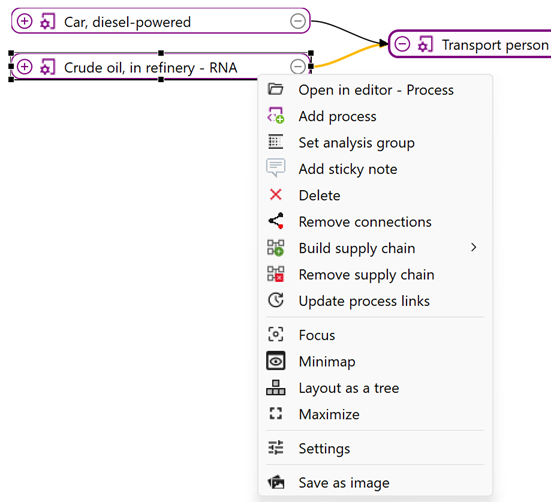 Car, diesel-powered
Transport person
Crude oil, in refinery - RNA
Open in editor - Process
Add process
Set analysis group
Add sticky note
Delete
Remove connections
Build supply chain
Remove supply chain
Update process links
Focus
Minimap
Layout as a tree
Maximize
Settings
Save as image